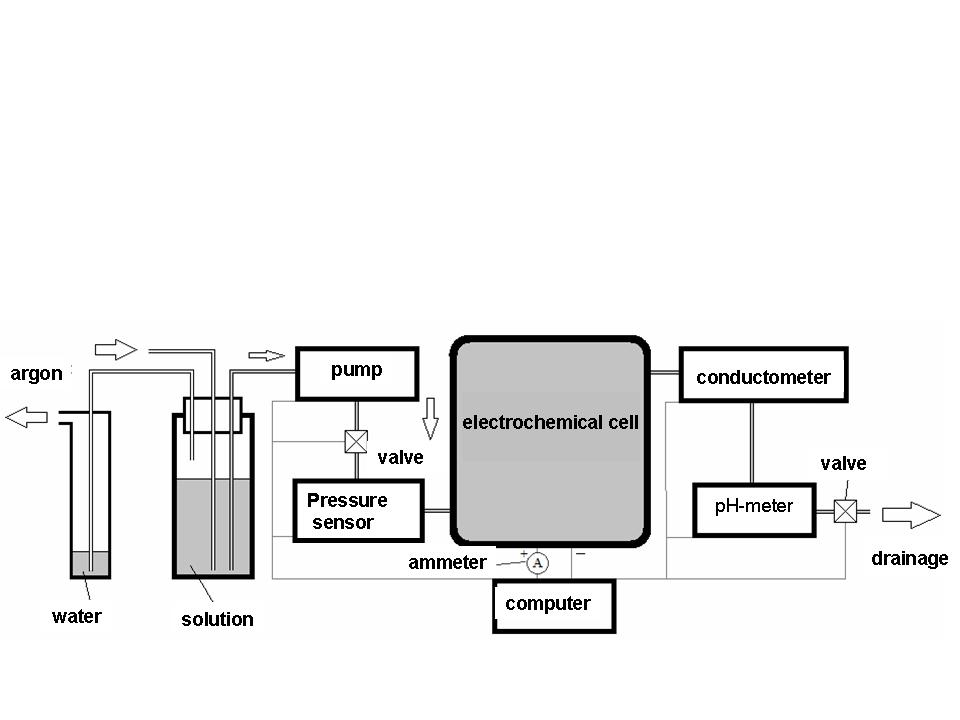 argon
pump
conductometer
electrochemical cell
valve
valve
Pressure
sensor
pH-meter
ammeter
+
A
−
drainage
computer
water
solution